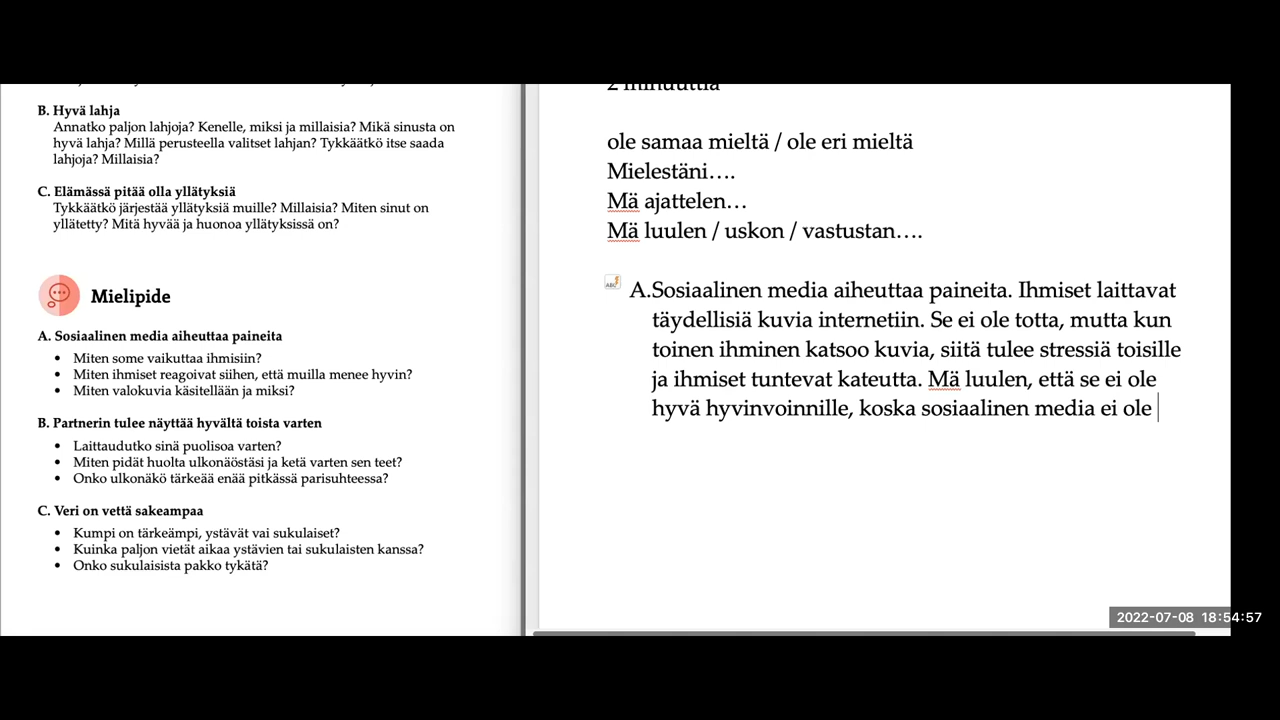 B. Hyvä lahja
Annatko paljon lahjoja? Kenelle, miksi ja millaisia? Mikä sinusta on
hyvä lahja? Millä perusteella valitset lahjan? Tykkäätkö itse saada
lahjoja? Millaisia?
C. Elämässä pitää olla yllätyksiä
Tykkäätkö järjestää yllätyksiä muille? Millaisia? Miten sinut on
yllätetty? Mitä hyvää ja huonoa yllätyksissä on?
Mielipide
A. Sosiaalinen media aiheuttaa paineita
• Miten some vaikuttaa ihmisiin?
• Miten ihmiset reagoivat siihen, että muilla menee hyvin?
• Miten valokuvia käsitellään ja miksi?
B. Partnerin tulee näyttää hyvältä toista varten
• Laittaudutko sinä puolisoa varten?
• Miten pidät huolta ulkonäöstäsi ja ketä varten sen teet?
• Onko ulkonäkö tärkeää enää pitkässä parisuhteessa?
C. Veri on vettä sakeampaa
• Kumpi on tärkeämpi, ystävät vai sukulaiset?
• Kuinka paljon vietät aikaa ystävien tai sukulaisten kanssa?
• Onko sukulaisista pakko tykätä?
2 minuuttia
ole samaa mieltä / ole eri mieltä
Mielestäni….
Mä ajattelen…
Mä luulen / uskon / vastustan….
A.Sosiaalinen media aiheuttaa paineita. Ihmiset laittavat
täydellisiä kuvia internetiin. Se ei ole totta, mutta kun
toinen ihminen katsoo kuvia, siitä tulee stressiä toisille
ja ihmiset tuntevat kateutta. Mä luulen, että se ei ole
hyvä hyvinvoinnille, koska sosiaalinen media ei ole
2022-07-08 18:54:57